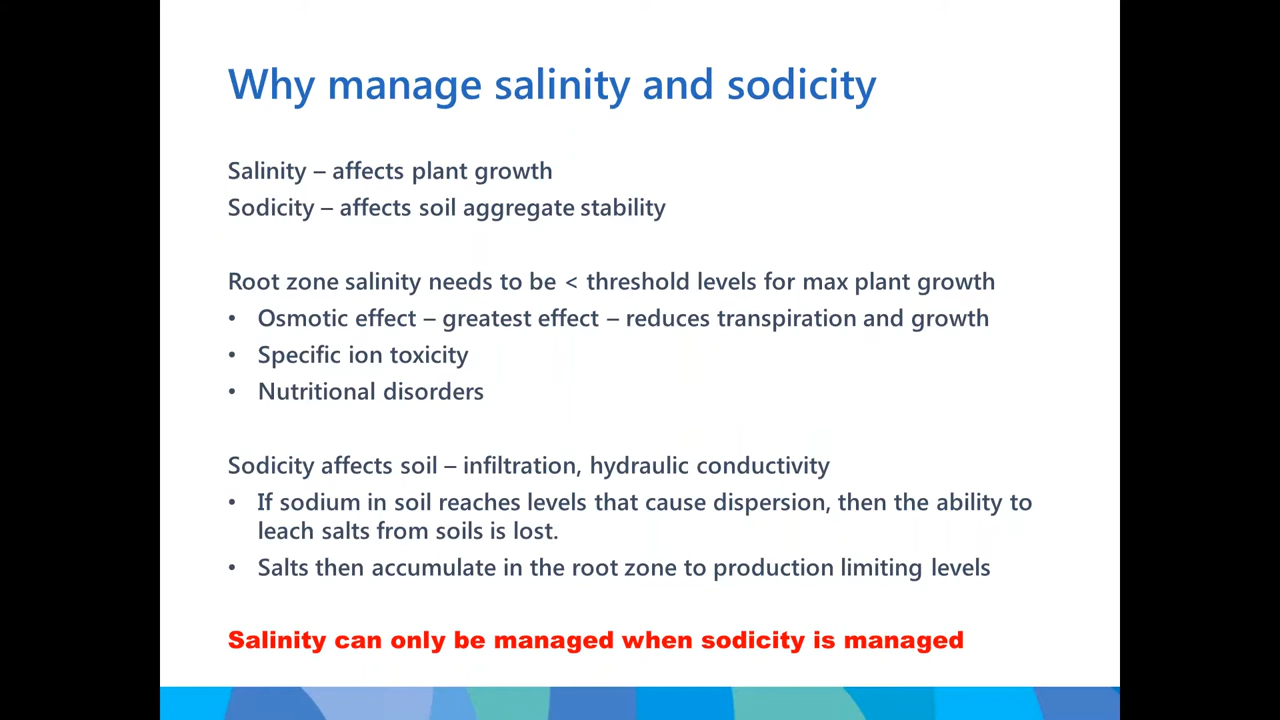 Why manage salinity and sodicity
Salinity – affects plant growth
Sodicity – affects soil aggregate stability
Root zone salinity needs to be < threshold levels for max plant growth
• Osmotic effect – greatest effect – reduces transpiration and growth
• Specific ion toxicity
• Nutritional disorders
Sodicity affects soil – infiltration, hydraulic conductivity
• If sodium in soil reaches levels that cause dispersion, then the ability to
leach salts from soils is lost.
• Salts then accumulate in the root zone to production limiting levels
Salinity can only be managed when sodicity is managed